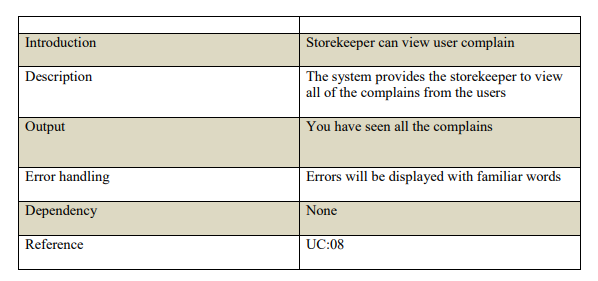 Introduction
Storekeeper can view user complain
Description
The system provides the storekeeper to view
all of the complains from the users
Output
You have seen all the complains
Error handling
Errors will be displayed with familiar words
Dependency
None
Reference
UC:08